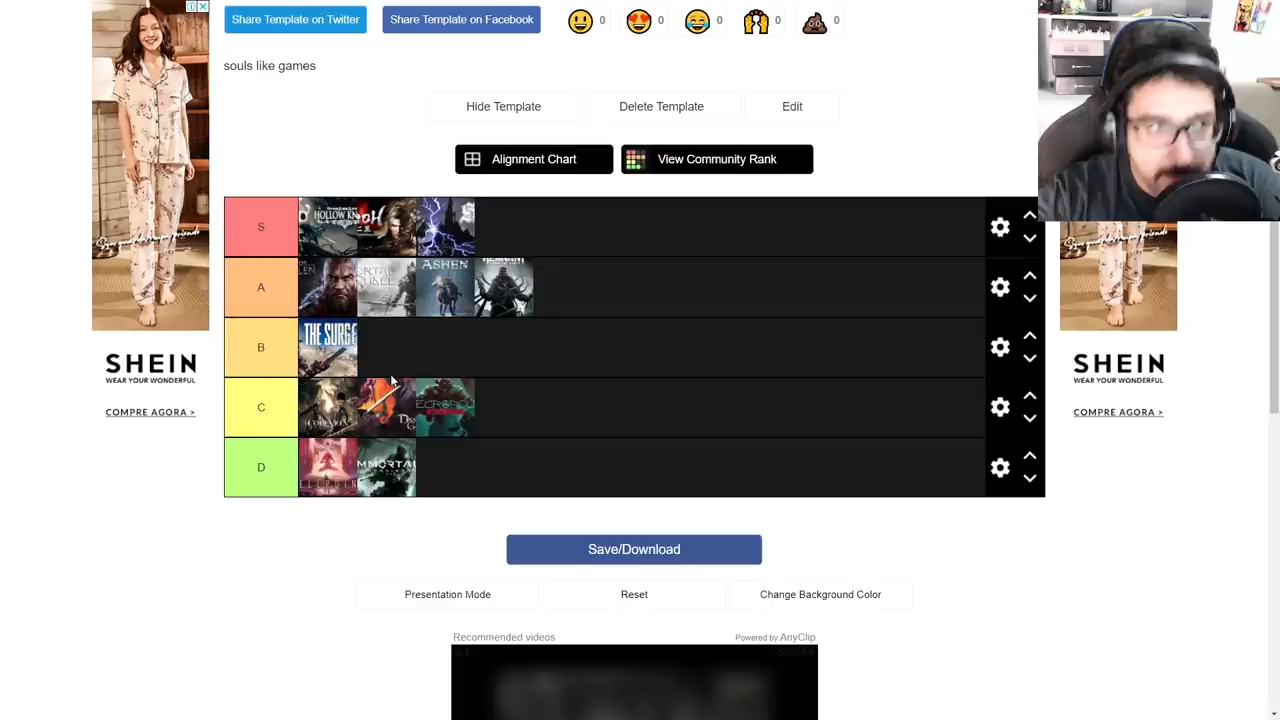 Share Template on Twitter
Share Template on Facebook
0
0
0
0
0
souls like games
Hide Template
Delete Template
Edit
Alignment Chart
View Community Rank
S
HOLLOW KN
A
ASHEN
REMNANT
B
THE SURGE
C
D
SHEIN
WEAR YOUR WONDERFUL
COMPRE AGORA >
SHEIN
WEAR YOUR WONDERFUL
COMPRE AGORA >
Save/Download
Presentation Mode
Reset
Change Background Color
Recommended videos
Powered by AnyClip